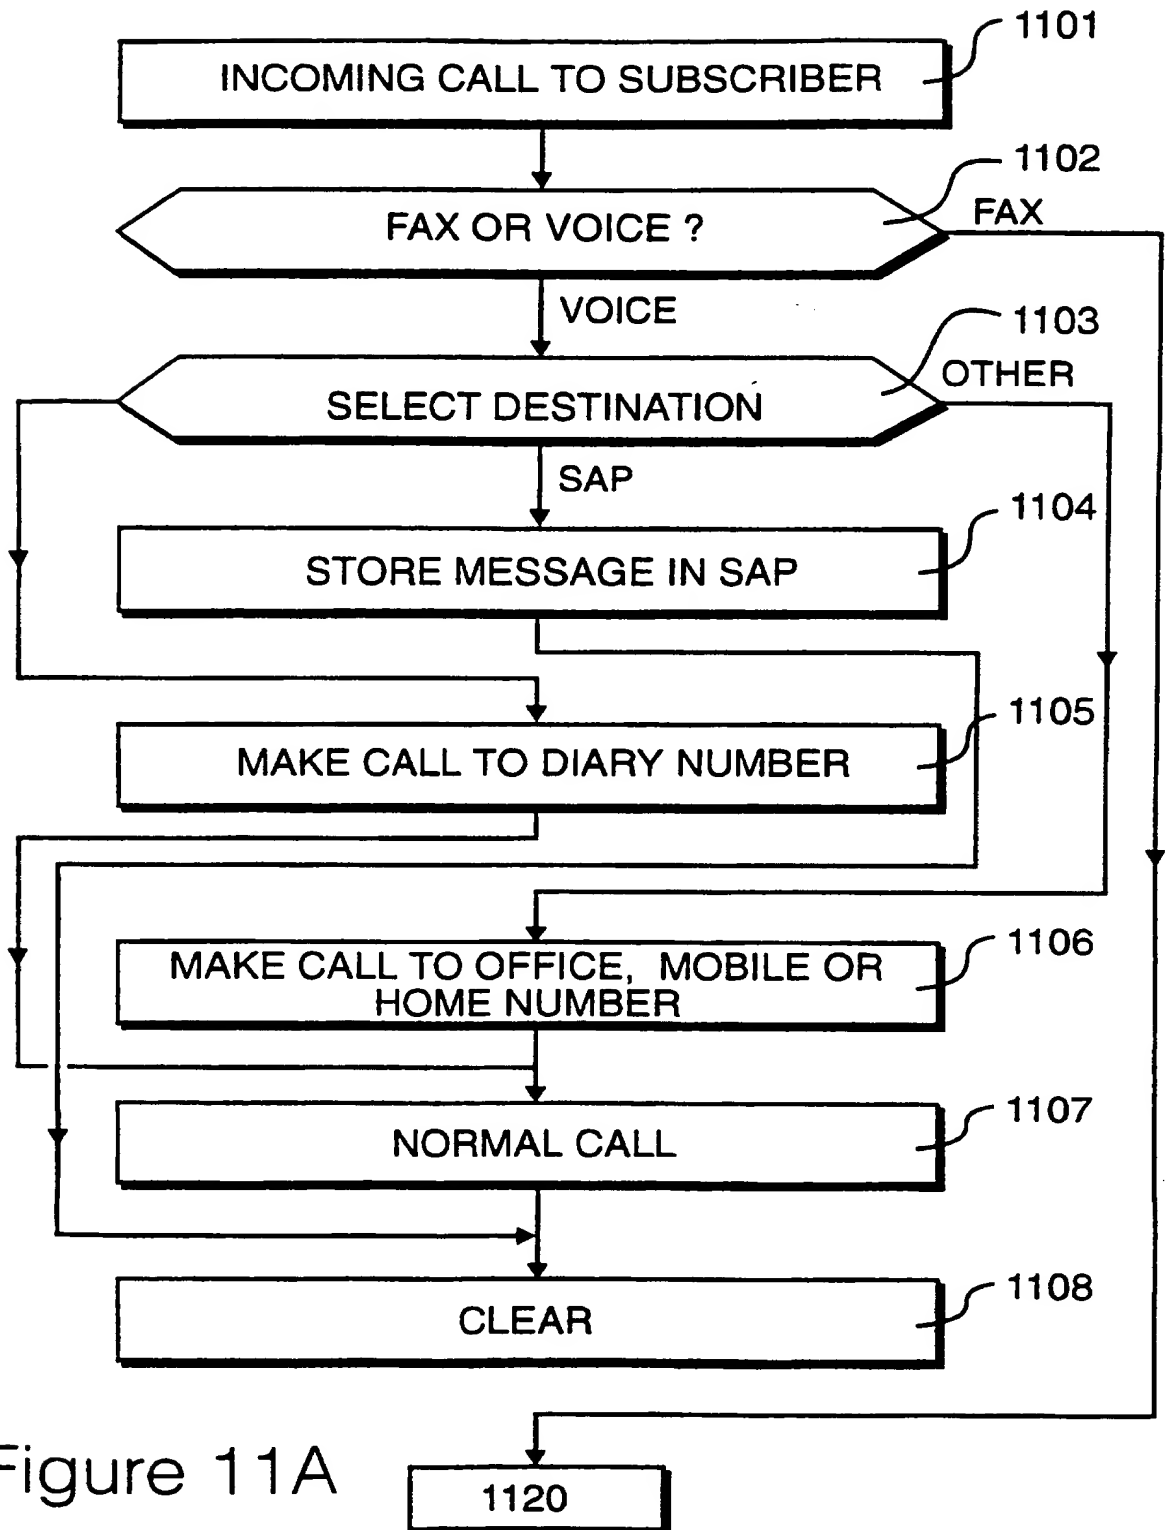 1101
INCOMING CALL TO SUBSCRIBER
1102
FAX OR VOICE ?
FAX
VOICE
1103
SELECT DESTINATION
OTHER
SAP
1104
STORE MESSAGE IN SAP
1105
MAKE CALL TO DIARY NUMBER
1106
MAKE CALL TO OFFICE, MOBILE OR
HOME NUMBER
1107
NORMAL CALL
1108
CLEAR
Figure 11A
1120